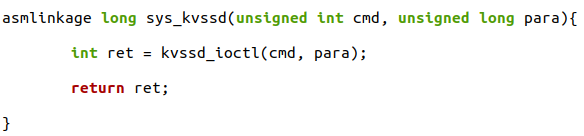 asmlinkage long sys_kvssd(unsigned int cmd, unsigned long para){
int ret = kvssd_ioctl(cmd, para);
return ret;
}